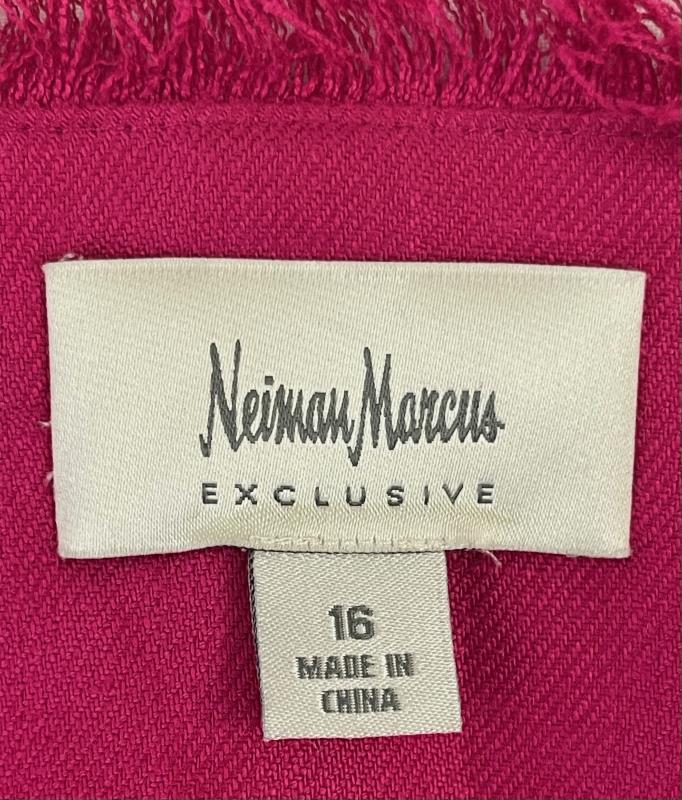 Neiman Marcus
EXCLUSIVE
16
MADE IN
CHINA